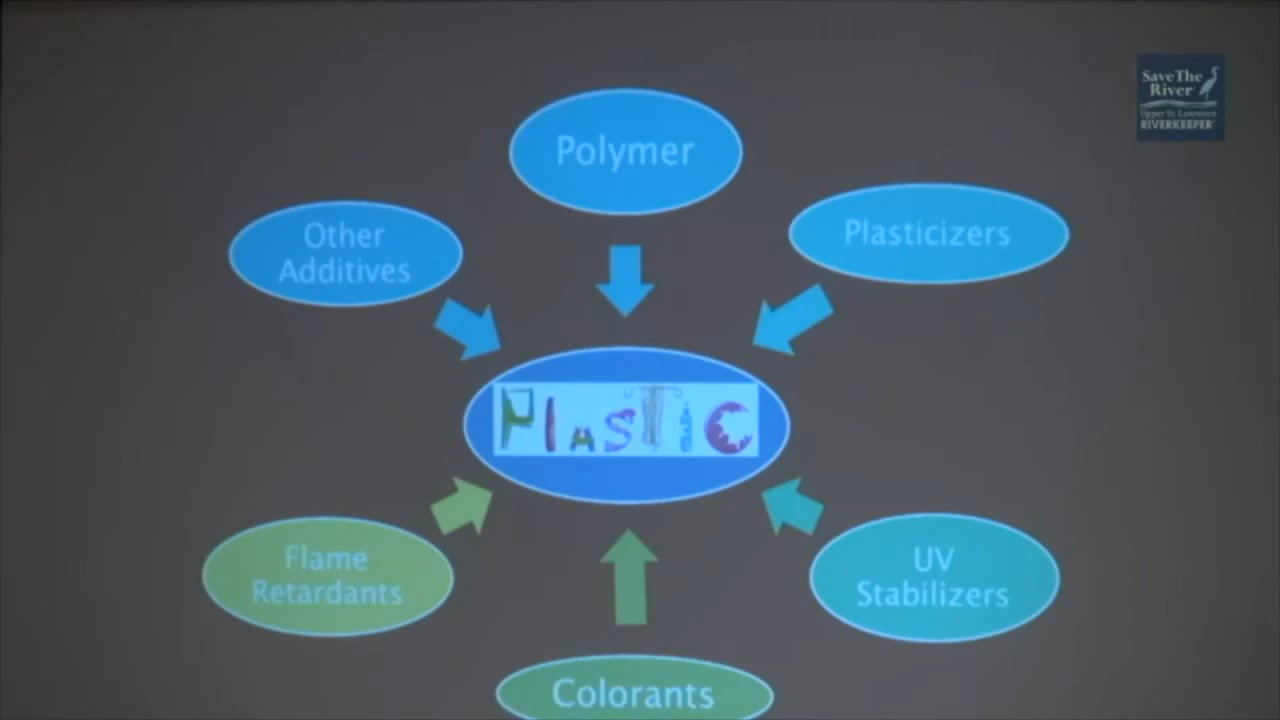 Save The
River
Upper St. Lawrence
RIVERKEEPER
Polymer
Other
Additives
Plasticizers
PLASTIC
Flame
Retardants
UV
Stabilizers
Colorants